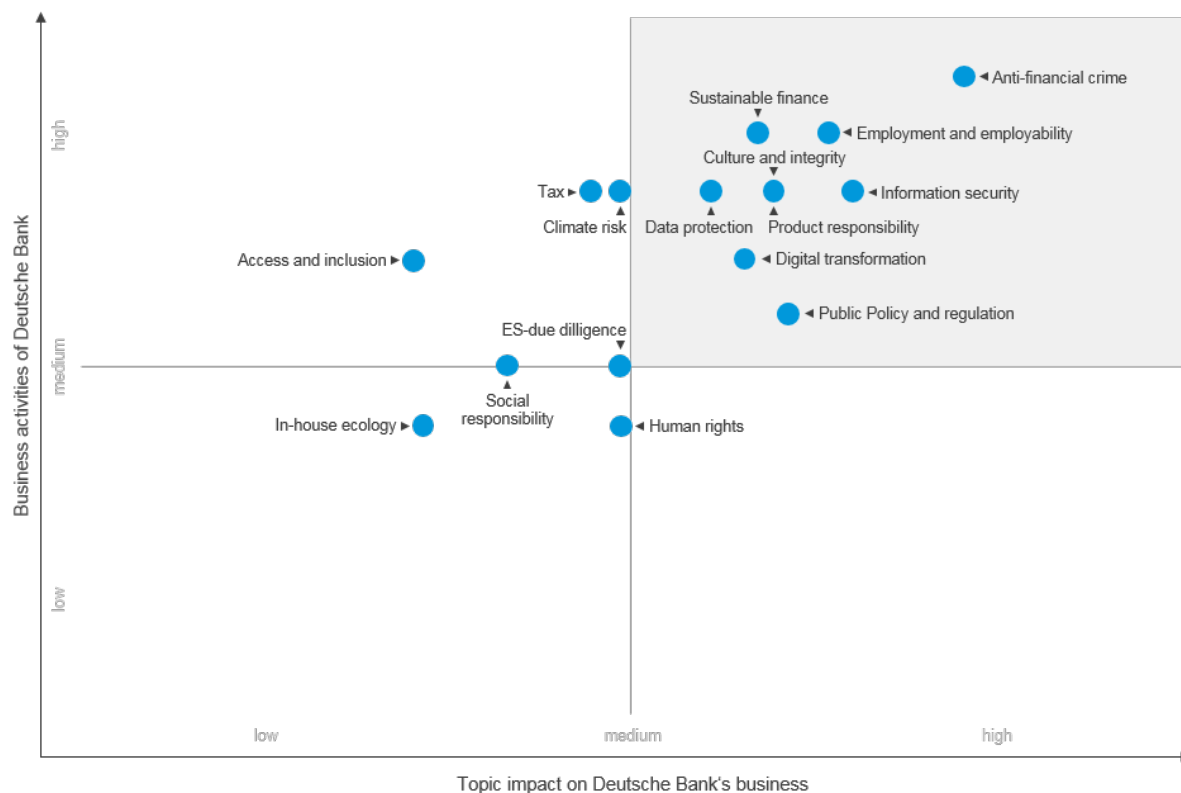 Anti-financial crime
Sustainable finance
Employment and employability
Culture and integrity
Tax
Information security
Climate risk
Data protection
Product responsibility
Access and inclusion
Digital transformation
Public Policy and regulation
ES-due dilligence
Social
responsibility
In-house ecology
Human rights
Business activities of Deutsche Bank
high
medium
low
low
medium
high
Topic impact on Deutsche Bank‘s business